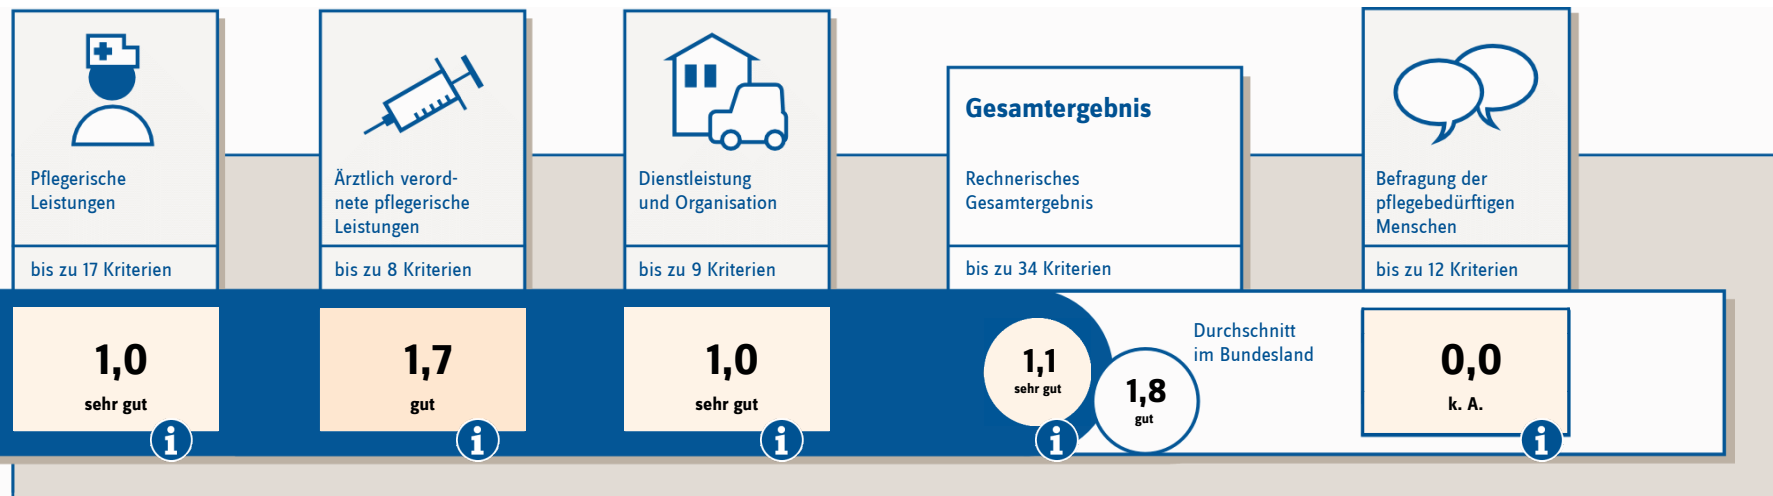 Pflegerische
Leistungen
bis zu 17 Kriterien
1,0
sehr gut
i
Ärztlich verord-
nete pflegerische
Leistungen
bis zu 8 Kriterien
1,7
gut
i
Dienstleistung
und Organisation
bis zu 9 Kriterien
1,0
sehr gut
i
Gesamtergebnis
Rechnerisches
Gesamtergebnis
bis zu 34 Kriterien
1,1
sehr gut
i
1,8
gut
Durchschnitt
im Bundesland
Befragung der
pflegebedürftigen
Menschen
bis zu 12 Kriterien
0,0
k. A.
i